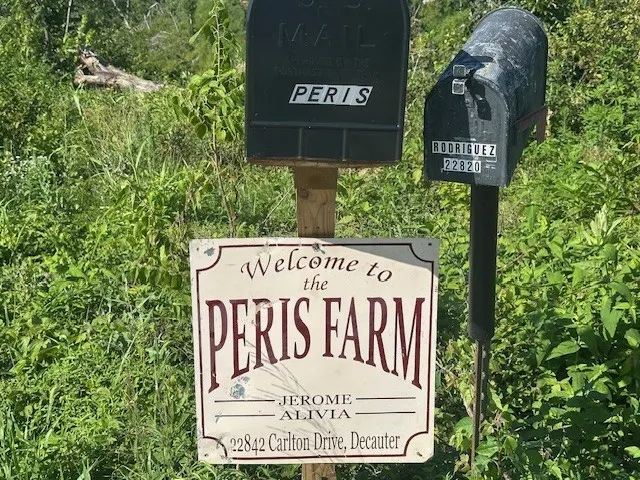 MAIL
PERIS
RODRIGUEZ
22820
Welcome to
the
PERIS FARM
JEROME
ALIVIA
22842 Carlton Drive, Decauter